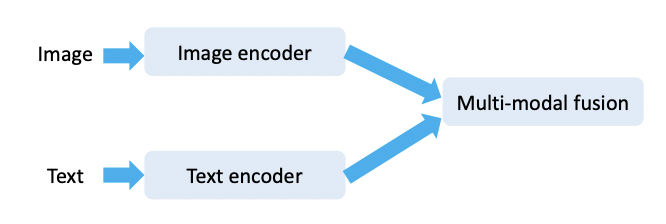 Image
Image encoder
Multi-modal fusion
Text
Text encoder